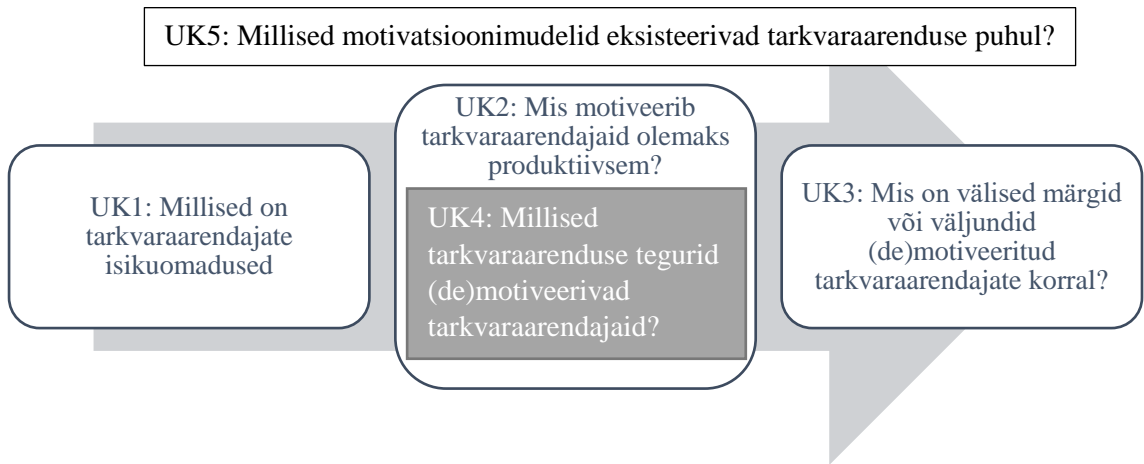 UK5: Millised motivatsioonimudelid eksisteerivad tarkvaraarenduse puhul?
UK1: Millised on
tarkvaraarendajate
isikuomadused
UK2: Mis motiveerib
tarkvaraarendajaid olemaks
produktiivsem?
UK4: Millised
tarkvaraarenduse tegurid
(de)motiveerivad
tarkvaraarendajaid?
UK3: Mis on välised märgid
või väljundid
(de)motiveeritud
tarkvaraarendajate korral?